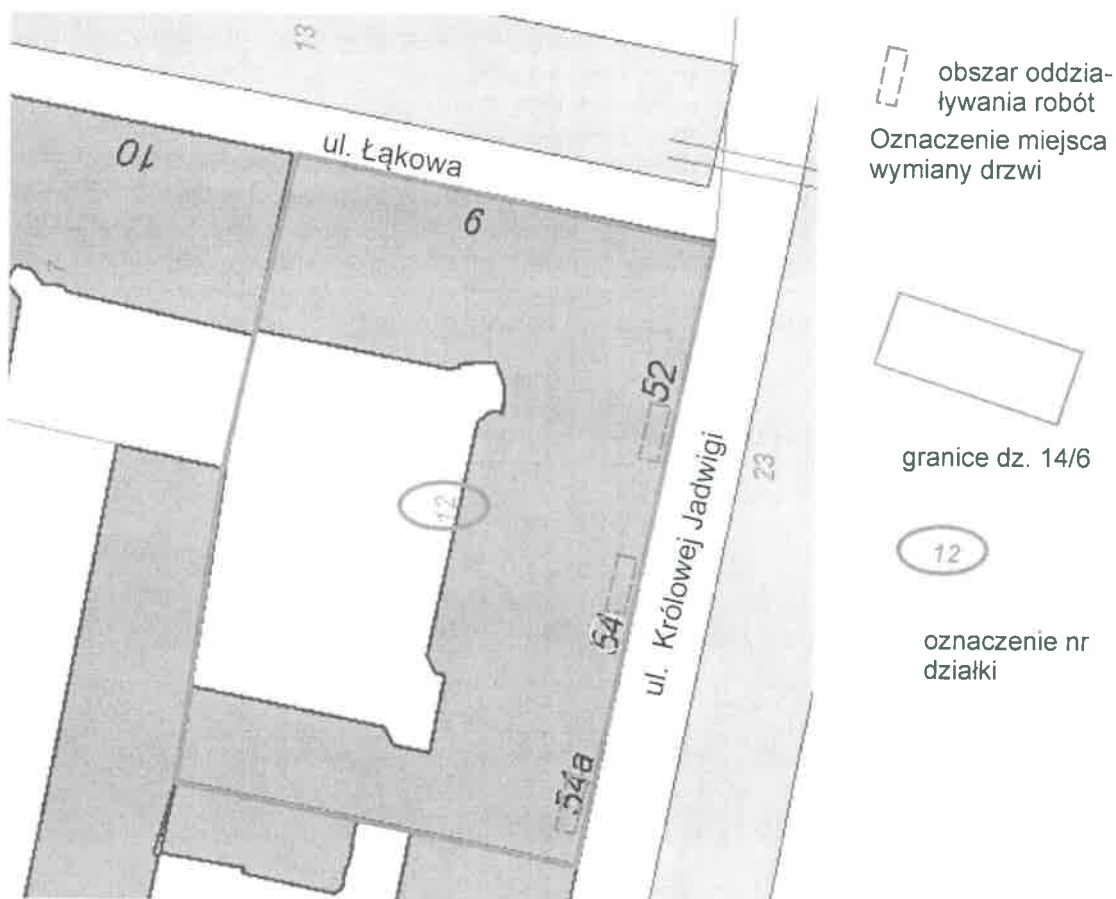 13
ul. Łąkowa
10
6
7
52
12
ul. Królowej Jadwigi
23
54
54a
obszar oddzia-
ływania robót
Oznaczenie miejsca
wymiany drzwi
granice dz. 14/6
12
oznaczenie nr
działki